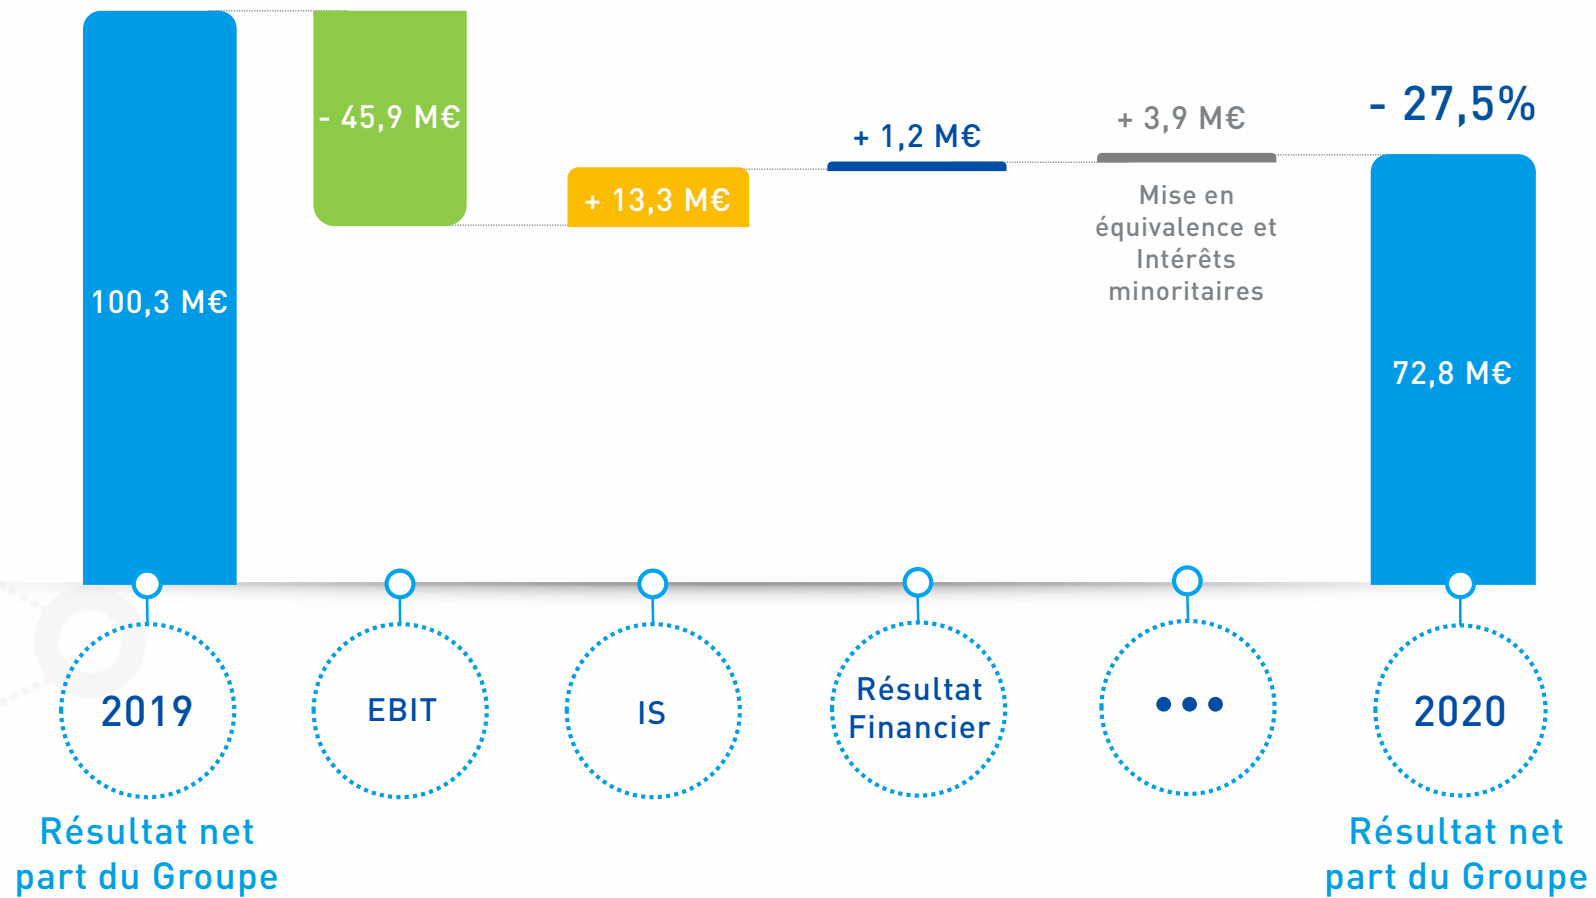 100,3 M€
- 45,9 M€
+ 13,3 M€
+ 1,2 M€
+ 3,9 M€
Mise en
équivalence et
Intérêts
minoritaires
- 27,5%
72,8 M€
2019
EBIT
IS
Résultat
Financier
•••
2020
Résultat net
part du Groupe
Résultat net
part du Groupe